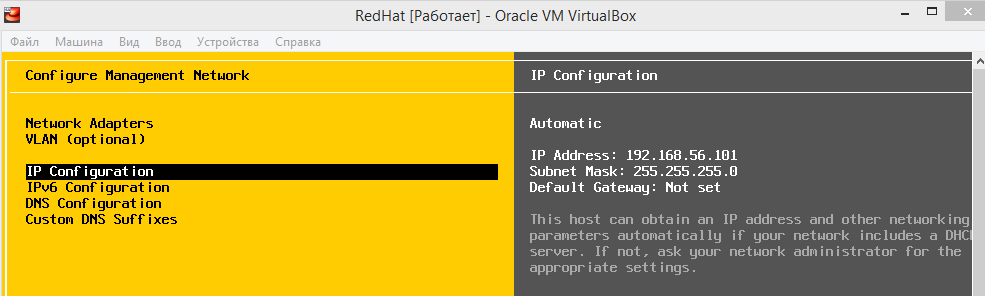 RedHat [Работает] - Oracle VM VirtualBox
Файл Машина Вид Ввод Устройства Справка
Configure Management Network
IP Configuration
Network Adapters
VLAN (optional)
IP Configuration
IPv6 Configuration
DNS Configuration
Custom DNS Suffixes
Automatic
IP Address: 192.168.56.101
Subnet Mask: 255.255.255.0
Default Gateway: Not set
This host can obtain an IP address and other networking
parameters automatically if your network includes a DHC
server. If not, ask your network administrator for the
appropriate settings.